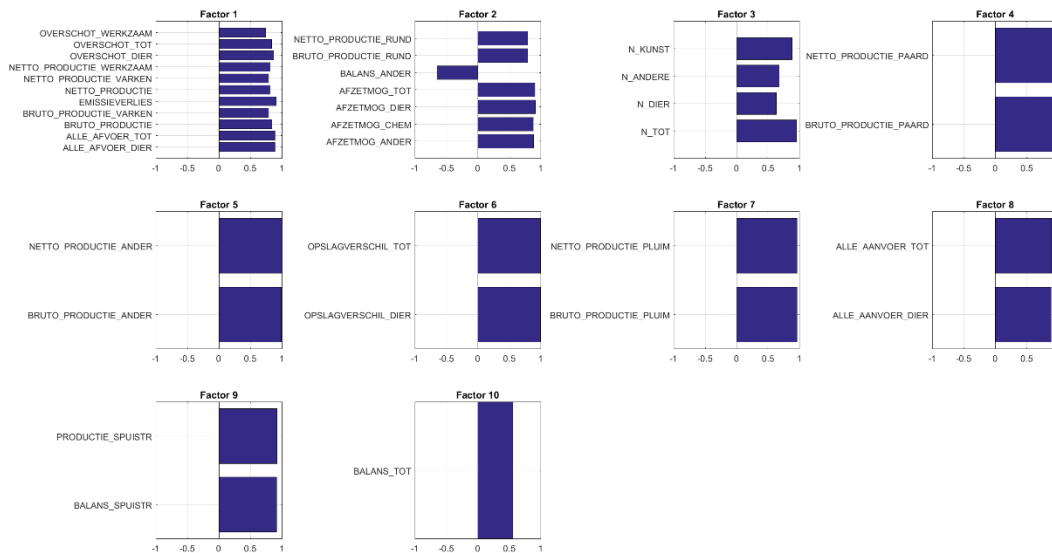 Factor 1
OVERSCHOT_WERKZAAM
OVERSCHOT_TOT
OVERSCHOT_DIER
NETTO_PRODUCTIE_WERKZAAM
NETTO_PRODUCTIE_VARKEN
NETTO_PRODUCTIE
EMISSIEVERLIES
BRUTO_PRODUCTIE_VARKEN
BRUTO_PRODUCTIE
ALLE_AFVOER_TOT
ALLE_AFVOER_DIER
-1 -0.5 0 0.5 1
Factor 2
NETTO_PRODUCTIE_RUND
BRUTO_PRODUCTIE_RUND
BALANS_ANDER
AFZETMOG_TOT
AFZETMOG_DIER
AFZETMOG_CHEM
AFZETMOG_ANDER
-1 -0.5 0 0.5 1
Factor 3
N_KUNST
N_ANDERE
N_DIER
N_TOT
-1 -0.5 0 0.5 1
Factor 4
NETTO_PRODUCTIE_PAARD
BRUTO_PRODUCTIE_PAARD
-1 -0.5 0 0.5 1
Factor 5
NETTO_PRODUCTIE_ANDER
BRUTO_PRODUCTIE_ANDER
-1 -0.5 0 0.5 1
Factor 6
OPSLAGVERSCHIL_TOT
OPSLAGVERSCHIL_DIER
-1 -0.5 0 0.5 1
Factor 7
NETTO_PRODUCTIE_PLUIM
BRUTO_PRODUCTIE_PLUIM
-1 -0.5 0 0.5 1
Factor 8
ALLE_AANVOER_TOT
ALLE_AANVOER_DIER
-1 -0.5 0 0.5 1
Factor 9
PRODUCTIE_SPUISTR
BALANS_SPUISTR
-1 -0.5 0 0.5 1
Factor 10
BALANS_TOT
-1 -0.5 0 0.5 1